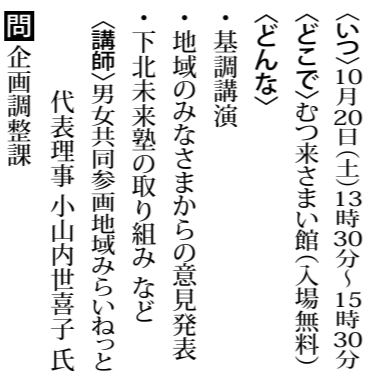 〈いつ〉10月20日(土)13時30分~15時30分
〈どこで〉むつ来さまい館(入場無料)
〈どんな〉
・基調講演
・地域のみなさまからの意見発表
・下北未来塾の取り組み など
〈講師〉男女共同参画地域みらいねっと
代表理事 小山内世喜子 氏
問 企画調整課